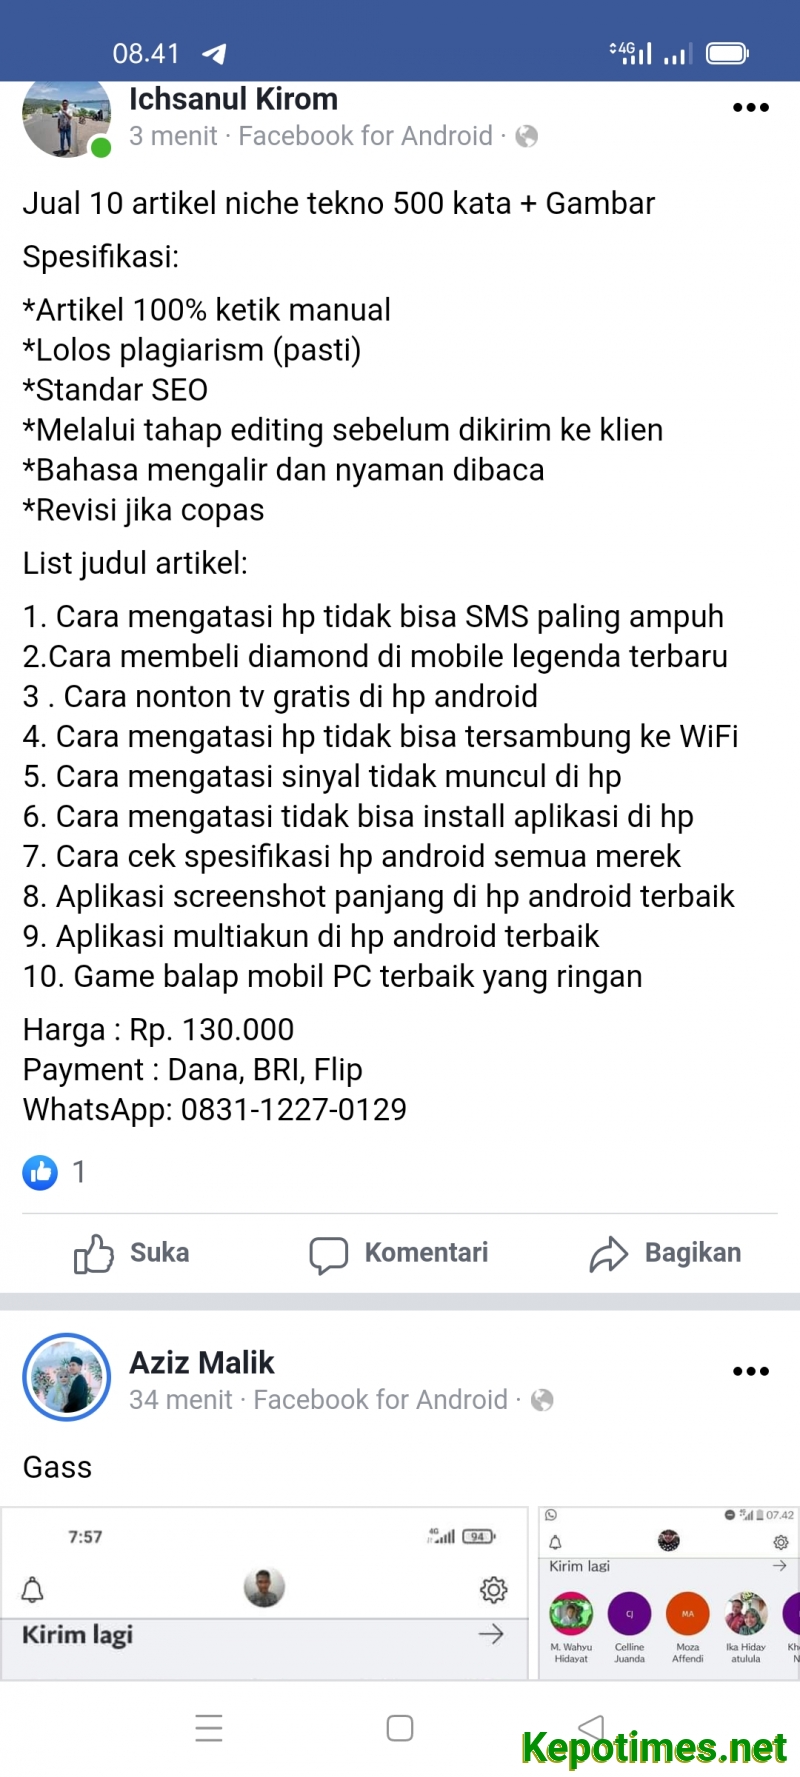 08.41
4G
Ichsanul Kirom
3 menit · Facebook for Android ·
Jual 10 artikel niche tekno 500 kata + Gambar
Spesifikasi:
*Artikel 100% ketik manual
*Lolos plagiarism (pasti)
*Standar SEO
*Melalui tahap editing sebelum dikirim ke klien
*Bahasa mengalir dan nyaman dibaca
*Revisi jika copas
List judul artikel:
1. Cara mengatasi hp tidak bisa SMS paling ampuh
2.Cara membeli diamond di mobile legenda terbaru
3 . Cara nonton tv gratis di hp android
4. Cara mengatasi hp tidak bisa tersambung ke WiFi
5. Cara mengatasi sinyal tidak muncul di hp
6. Cara mengatasi tidak bisa install aplikasi di hp
7. Cara cek spesifikasi hp android semua merek
8. Aplikasi screenshot panjang di hp android terbaik
9. Aplikasi multiakun di hp android terbaik
10. Game balap mobil PC terbaik yang ringan
Harga : Rp. 130.000
Payment : Dana, BRI, Flip
WhatsApp: 0831-1227-0129
1
Suka
Komentari
Bagikan
Aziz Malik
34 menit · Facebook for Android ·
Gass
7:57
4G
94
Kirim lagi
07.42
Kirim lagi
CJ
MA
M. Wahyu
Hidayat
Celline
Juanda
Moza
Affendi
Ika Hiday
atulula
Kh
N
Kepotimes.net